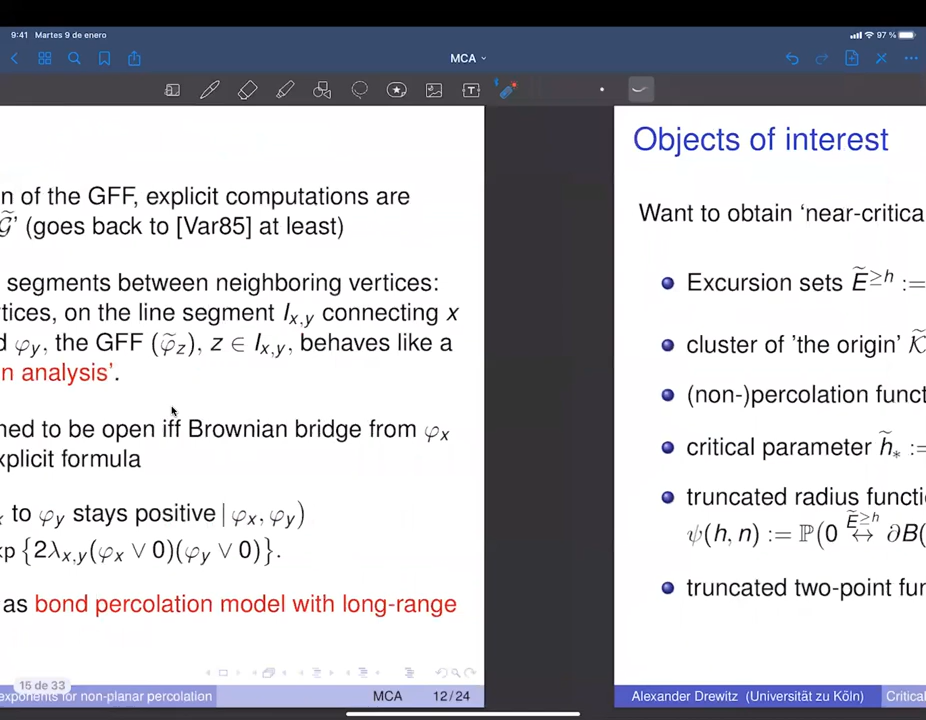 9:41 Martes 9 de enero
97 %
MCA
n of the GFF, explicit computations are
G̃' (goes back to [Var85] at least)
segments between neighboring vertices:
tices, on the line segment I_{x,y} connecting x
d φ_y, the GFF (φ̃_z), z ∈ I_{x,y}, behaves like a
n analysis'.
ned to be open iff Brownian bridge from φ_x
xplicit formula
x to φ_y stays positive | φ_x, φ_y)
xp {2λ_{x,y}(φ_x ∨ 0)(φ_y ∨ 0)}.
as bond percolation model with long-range
15 de 33
exponents for non-planar percolation
MCA
12/24
Objects of interest
Want to obtain 'near-critica
Excursion sets Ẽ^{≥h} :=
cluster of 'the origin' K̃
(non-)percolation funct
critical parameter h̃_* :=
truncated radius functi
ψ(h, n) := ℙ(0 ↔^{Ẽ^{≥h}} ∂B(
truncated two-point fun
Alexander Drewitz (Universität zu Köln)
Critical